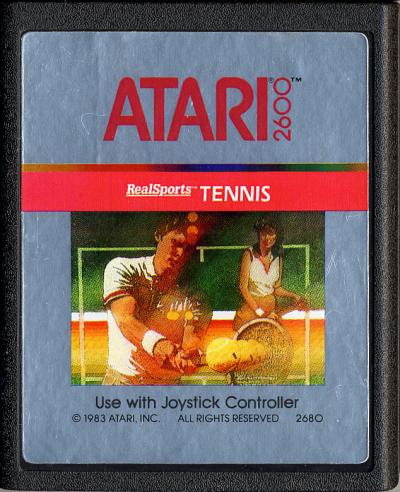 ATARI® 2600™
RealSports™ TENNIS
Use with Joystick Controller
© 1983 ATARI, INC. ALL RIGHTS RESERVED 2680